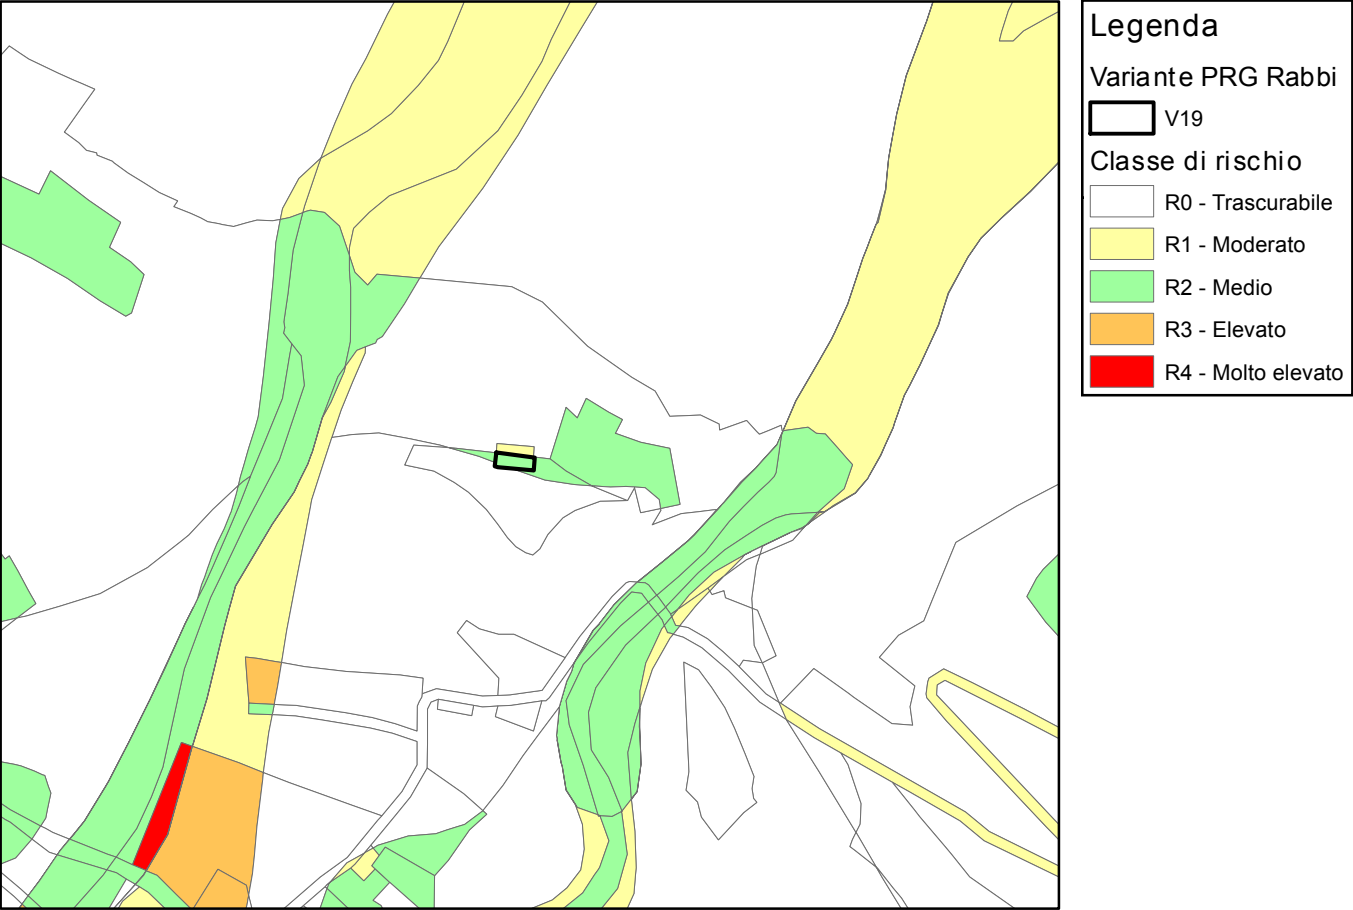 Legenda
Variante PRG Rabbi
V19
Classe di rischio
R0 - Trascurabile
R1 - Moderato
R2 - Medio
R3 - Elevato
R4 - Molto elevato